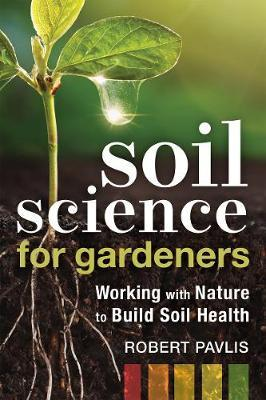 soil
science
for gardeners
Working with Nature
to Build Soil Health
ROBERT PAVLIS